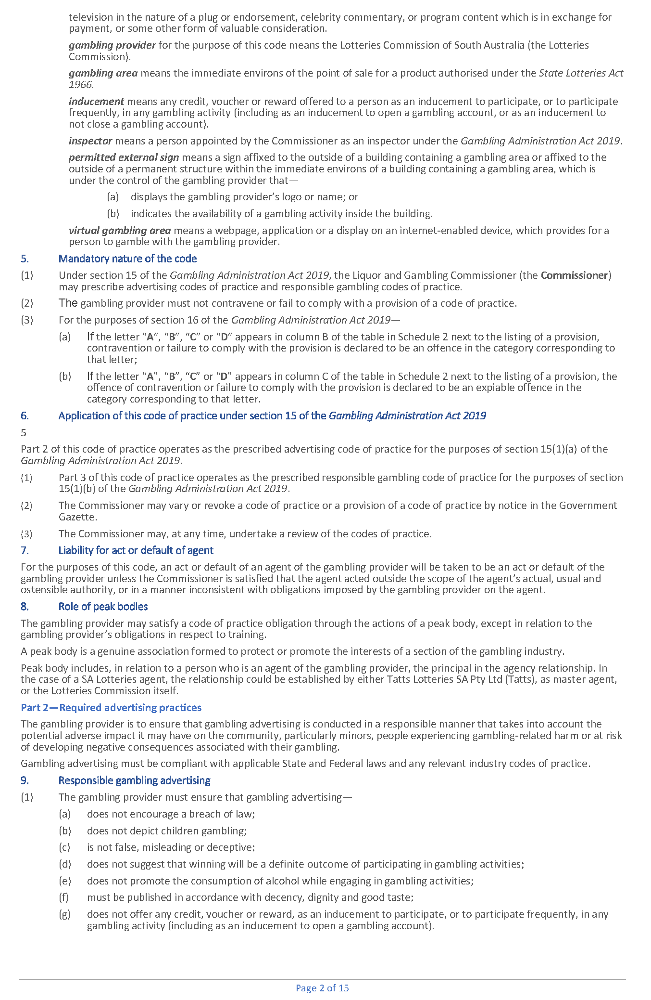 television in the nature of a plug or endorsement, celebrity commentary, or program content which is in exchange for
payment, or some other form of valuable consideration.
gambling provider for the purpose of this code means the Lotteries Commission of South Australia (the Lotteries
Commission).
gambling area means the immediate environs of the point of sale for a product authorised under the State Lotteries Act
1966.
inducement means any credit, voucher or reward offered to a person as an inducement to participate, or to participate
frequently, in any gambling activity (including as an inducement to open a gambling account, or as an inducement to
not close a gambling account).
inspector means a person appointed by the Commissioner as an inspector under the Gambling Administration Act 2019.
permitted external sign means a sign affixed to the outside of a building containing a gambling area or affixed to the
outside of a permanent structure within the immediate environs of a building containing a gambling area, which is
under the control of the gambling provider that—
(a) displays the gambling provider’s logo or name; or
(b) indicates the availability of a gambling activity inside the building.
virtual gambling area means a webpage, application or a display on an internet-enabled device, which provides for a
person to gamble with the gambling provider.
5. Mandatory nature of the code
(1) Under section 15 of the Gambling Administration Act 2019, the Liquor and Gambling Commissioner (the Commissioner)
may prescribe advertising codes of practice and responsible gambling codes of practice.
(2) The gambling provider must not contravene or fail to comply with a provision of a code of practice.
(3) For the purposes of section 16 of the Gambling Administration Act 2019—
(a) If the letter “A”, “B”, “C” or “D” appears in column B of the table in Schedule 2 next to the listing of a provision,
contravention or failure to comply with the provision is declared to be an offence in the category corresponding to
that letter;
(b) If the letter “A”, “B”, “C” or “D” appears in column C of the table in Schedule 2 next to the listing of a provision, the
offence of contravention or failure to comply with the provision is declared to be an expiable offence in the
category corresponding to that letter.
6. Application of this code of practice under section 15 of the Gambling Administration Act 2019
5
Part 2 of this code of practice operates as the prescribed advertising code of practice for the purposes of section 15(1)(a) of the
Gambling Administration Act 2019.
(1) Part 3 of this code of practice operates as the prescribed responsible gambling code of practice for the purposes of section
15(1)(b) of the Gambling Administration Act 2019.
(2) The Commissioner may vary or revoke a code of practice or a provision of a code of practice by notice in the Government
Gazette.
(3) The Commissioner may, at any time, undertake a review of the codes of practice.
7. Liability for act or default of agent
For the purposes of this code, an act or default of an agent of the gambling provider will be taken to be an act or default of the
gambling provider unless the Commissioner is satisfied that the agent acted outside the scope of the agent’s actual, usual and
ostensible authority, or in a manner inconsistent with obligations imposed by the gambling provider on the agent.
8. Role of peak bodies
The gambling provider may satisfy a code of practice obligation through the actions of a peak body, except in relation to the
gambling provider’s obligations in respect to training.
A peak body is a genuine association formed to protect or promote the interests of a section of the gambling industry.
Peak body includes, in relation to a person who is an agent of the gambling provider, the principal in the agency relationship. In
the case of a SA Lotteries agent, the relationship could be established by either Tatts Lotteries SA Pty Ltd (Tatts), as master agent,
or the Lotteries Commission itself.
Part 2—Required advertising practices
The gambling provider is to ensure that gambling advertising is conducted in a responsible manner that takes into account the
potential adverse impact it may have on the community, particularly minors, people experiencing gambling-related harm or at risk
of developing negative consequences associated with their gambling.
Gambling advertising must be compliant with applicable State and Federal laws and any relevant industry codes of practice.
9. Responsible gambling advertising
(1) The gambling provider must ensure that gambling advertising—
(a) does not encourage a breach of law;
(b) does not depict children gambling;
(c) is not false, misleading or deceptive;
(d) does not suggest that winning will be a definite outcome of participating in gambling activities;
(e) does not promote the consumption of alcohol while engaging in gambling activities;
(f) must be published in accordance with decency, dignity and good taste;
(g) does not offer any credit, voucher or reward, as an inducement to participate, or to participate frequently, in any
gambling activity (including as an inducement to open a gambling account).
Page 2 of 15